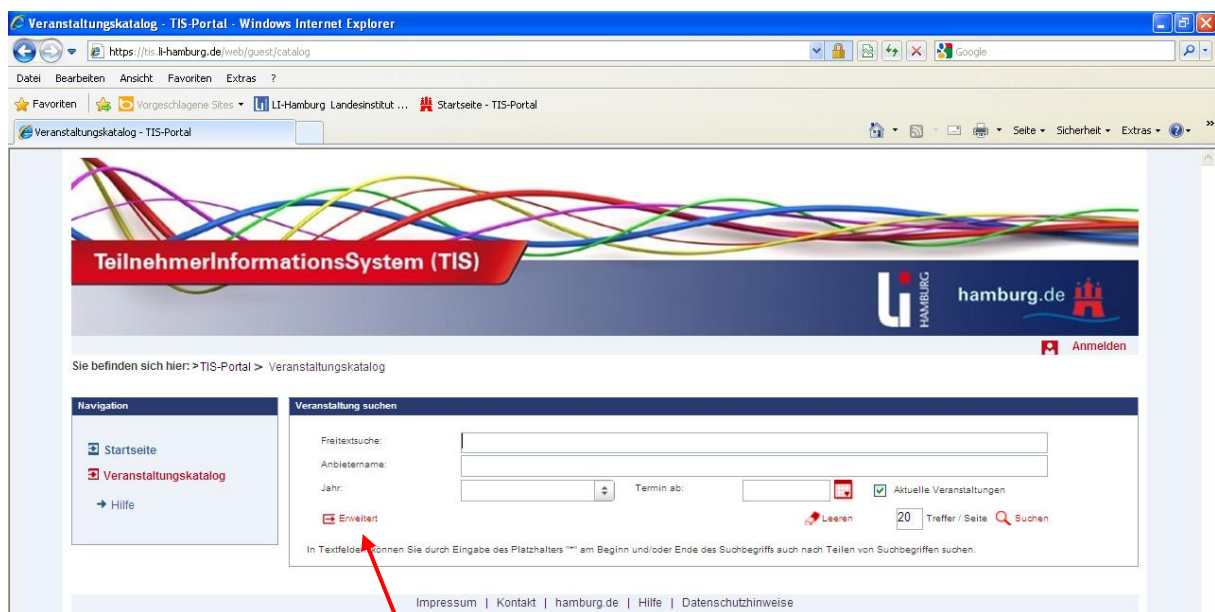 Veranstaltungskatalog - TIS-Portal - Windows Internet Explorer
https://tis.li-hamburg.de/web/guest/catalog
Google
Datei Bearbeiten Ansicht Favoriten Extras ?
Favoriten Vorgeschlagene Sites LI-Hamburg Landesinstitut ... Startseite - TIS-Portal
Veranstaltungskatalog - TIS-Portal
Seite Sicherheit Extras »
TeilnehmerInformationsSystem (TIS)
li HAMBURG hamburg.de
Anmelden
Sie befinden sich hier: > TIS-Portal > Veranstaltungskatalog
Navigation
Startseite
Veranstaltungskatalog
Hilfe
Veranstaltung suchen
Freitextsuche:
Anbietername:
Jahr: Termin ab: Aktuelle Veranstaltungen
Erweitert Leeren 20 Treffer / Seite Suchen
In Textfeldern können Sie durch Eingabe des Platzhalters "*" am Beginn und/oder Ende des Suchbegriffs auch nach Teilen von Suchbegriffen suchen.
Impressum | Kontakt | hamburg.de | Hilfe | Datenschutzhinweise